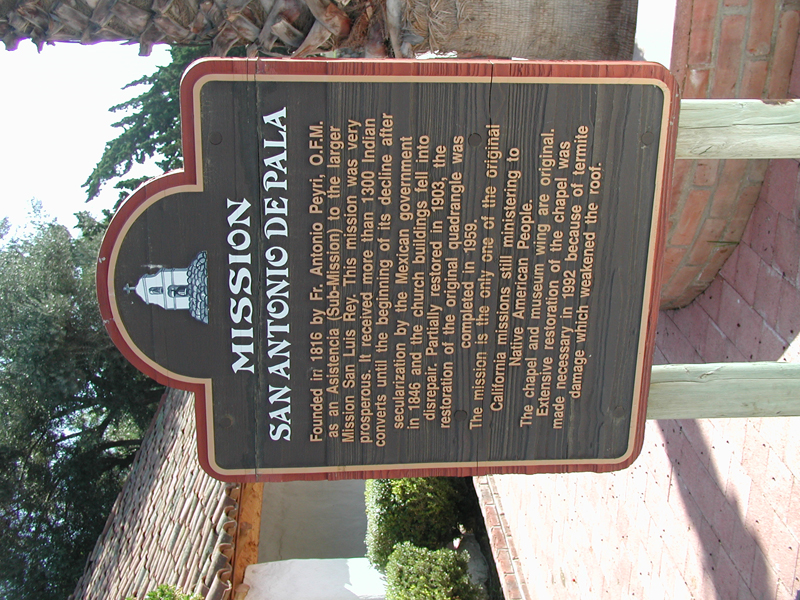 MISSION
SAN ANTONIO DE PALA
Founded in 1816 by Fr. Antonio Peyri, O.F.M.
as an Asistencia (Sub-Mission) to the larger
Mission San Luis Rey. This mission was very
prosperous. It received more than 1300 Indian
converts until the beginning of its decline after
secularization by the Mexican government
in 1846 and the church buildings fell into
disrepair. Partially restored in 1903, the
restoration of the original quadrangle was
completed in 1959.
The mission is the only one of the original
California missions still ministering to
Native American People.
The chapel and museum wing are original.
Extensive restoration of the chapel was
made necessary in 1992 because of termite
damage which weakened the roof.